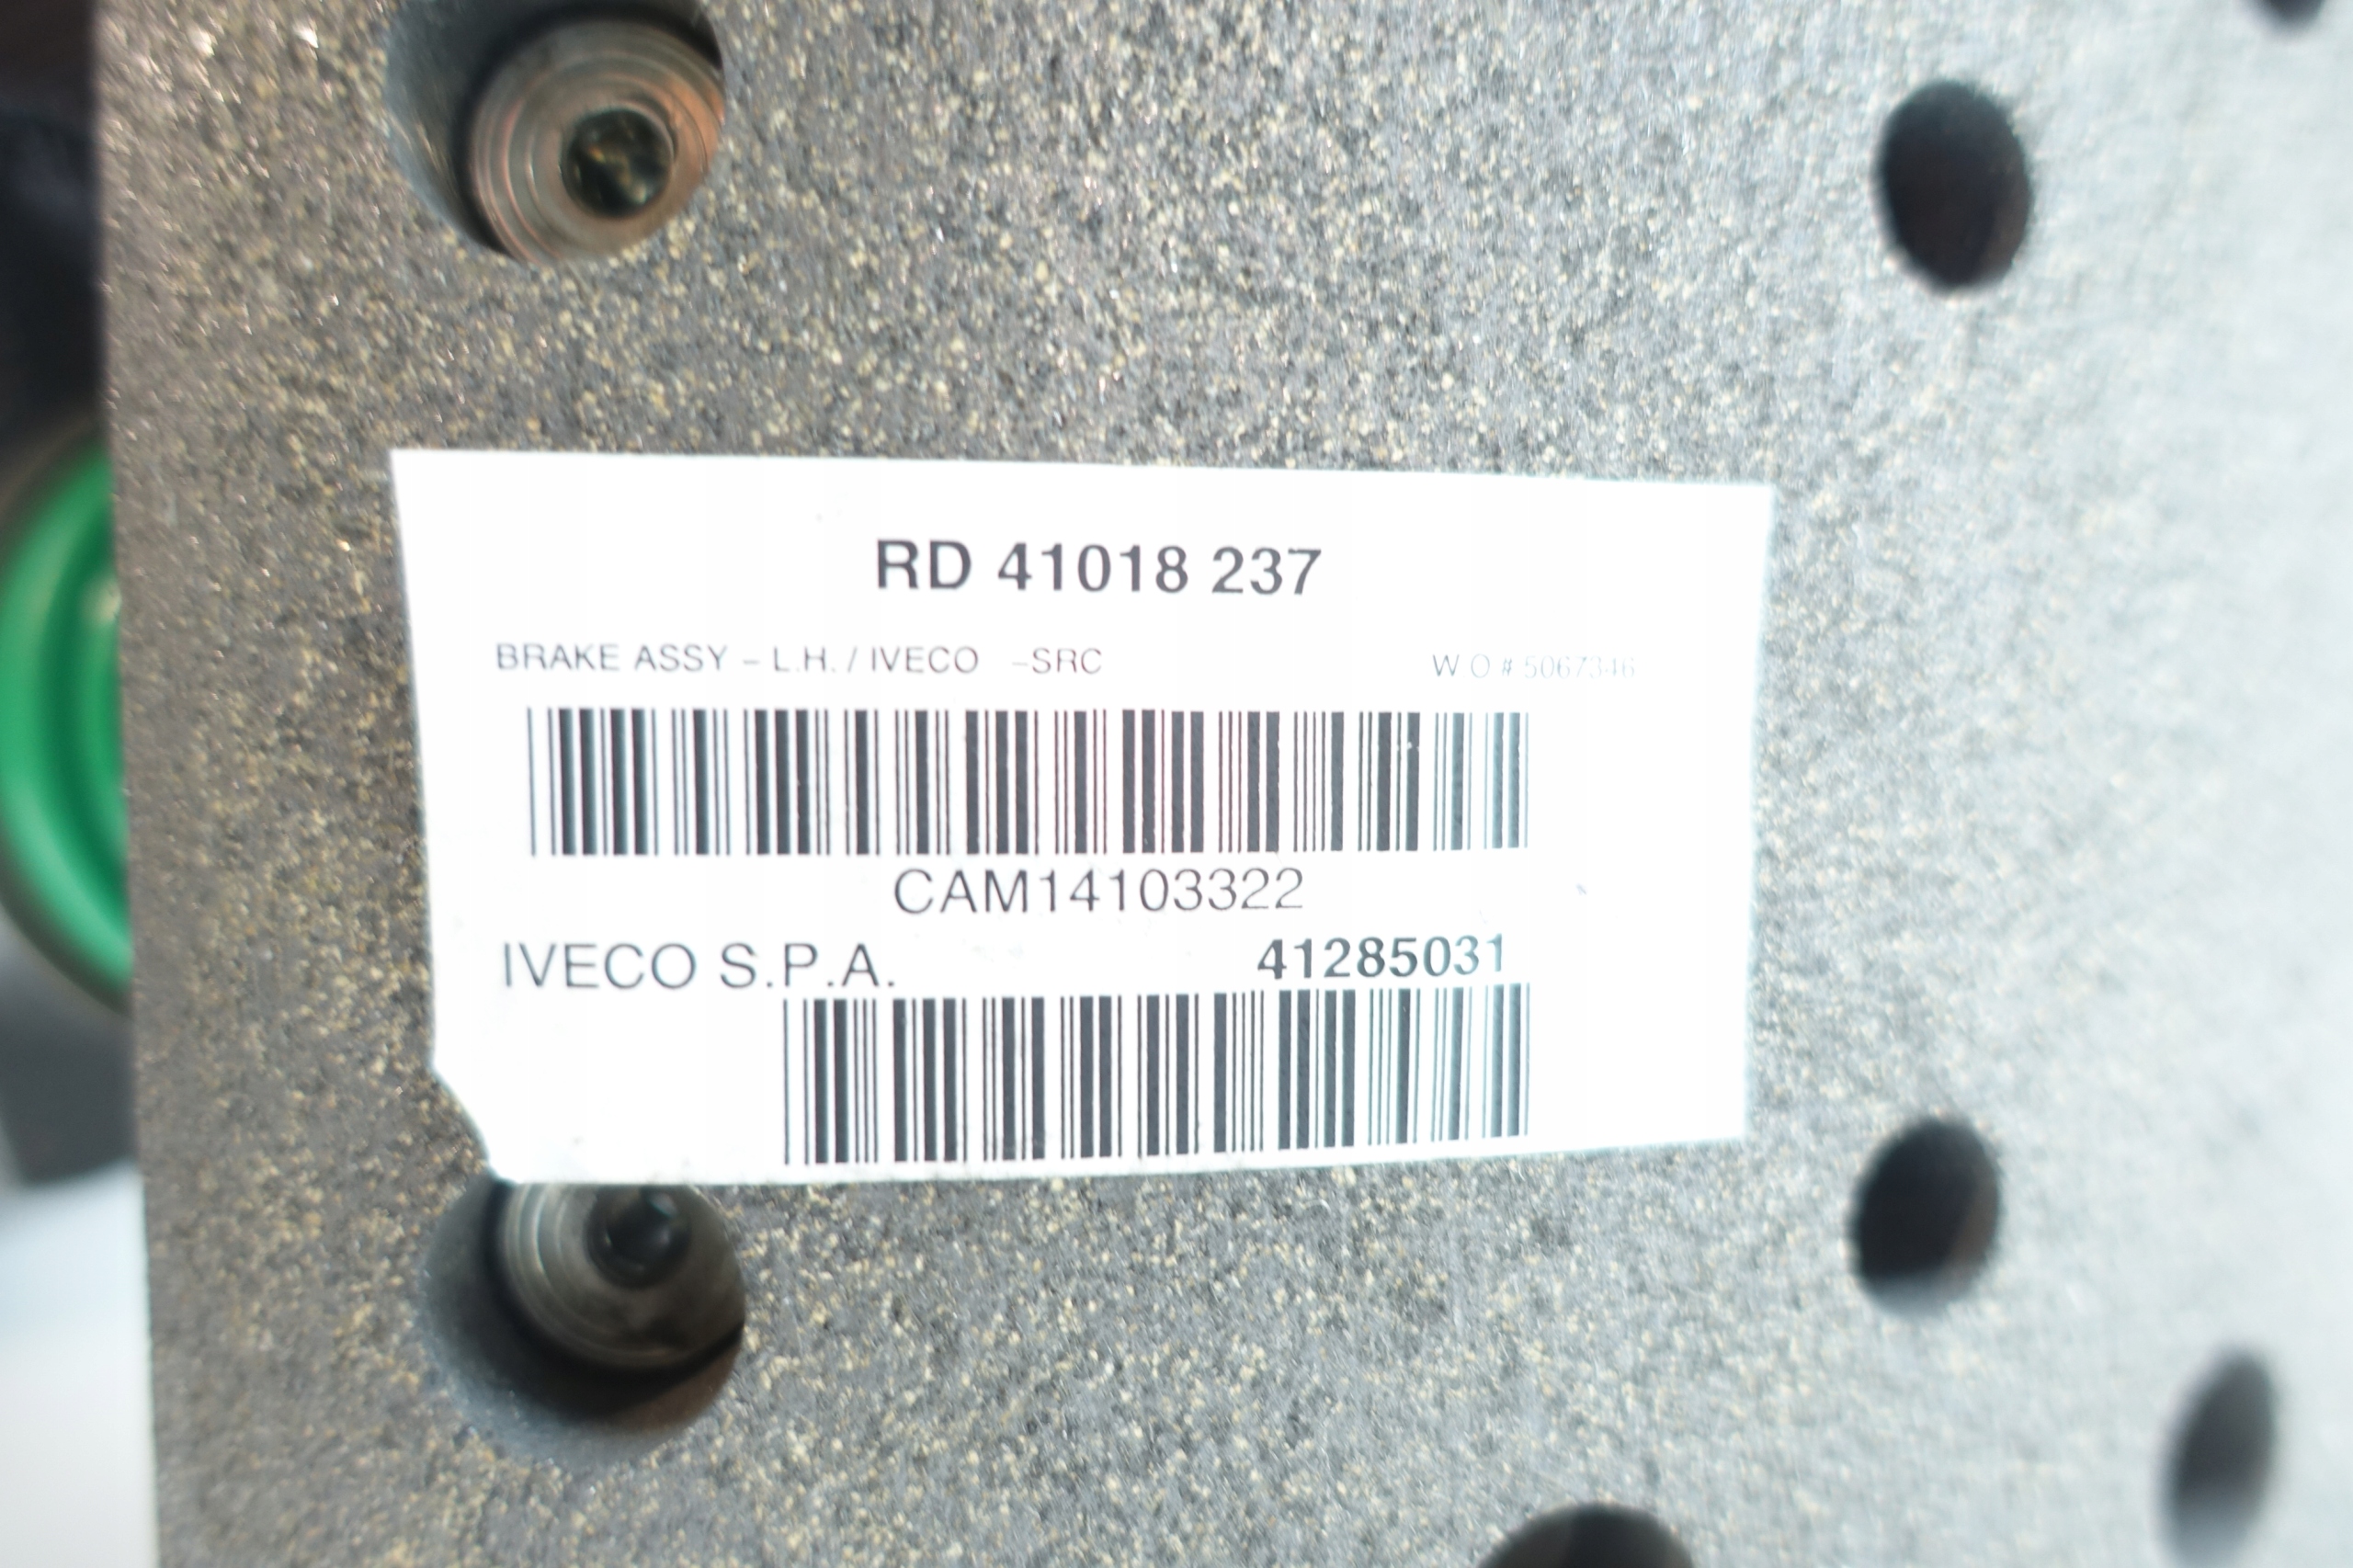 RD 41018 237
BRAKE ASSY – L.H. / IVECO –SRC W O # 5067346
CAM14103322
IVECO S.P.A. 41285031